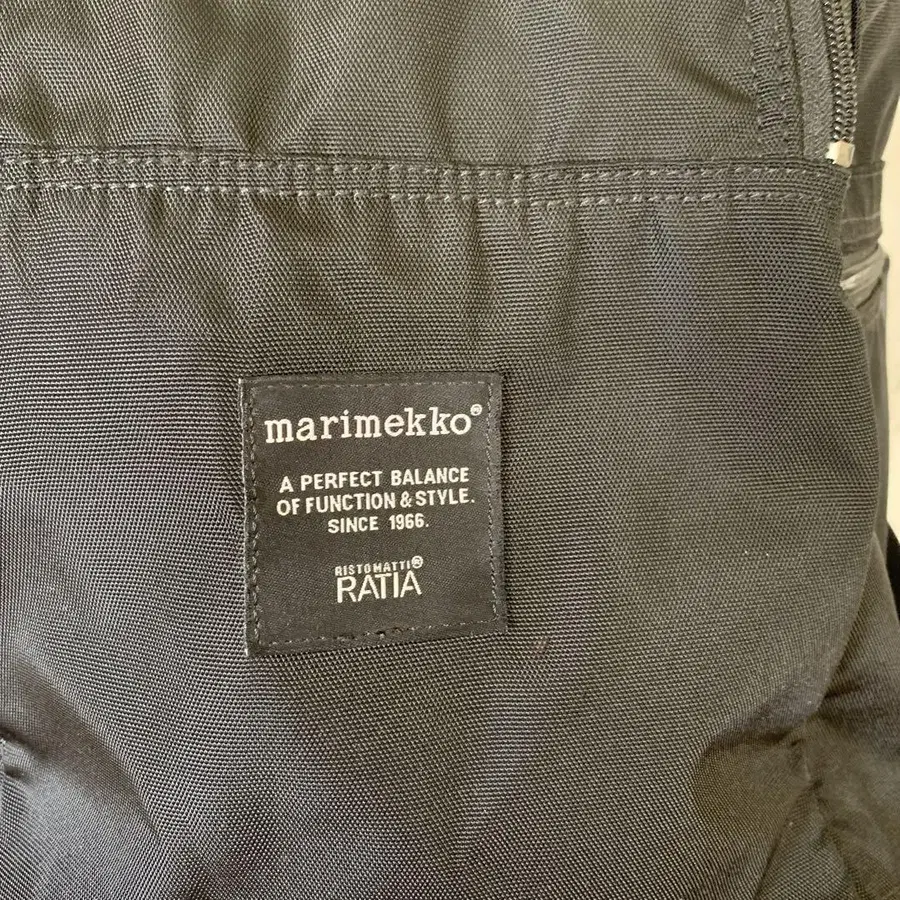 marimekko®
A PERFECT BALANCE
OF FUNCTION & STYLE.
SINCE 1966.
RISTOMATTI®
RATIA